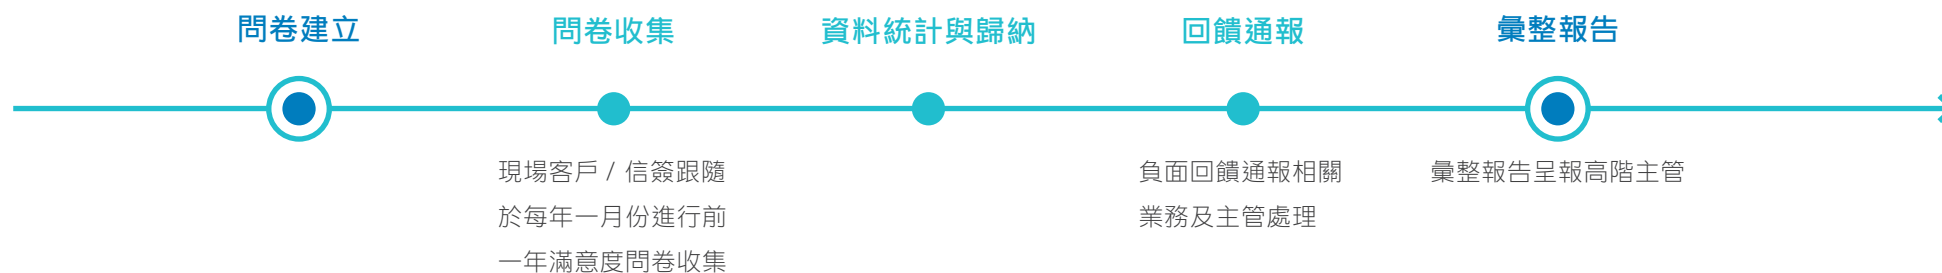 問卷建立
問卷收集
資料統計與歸納
回饋通報
彙整報告
現場客戶 / 信簽跟隨
於每年一月份進行前
一年滿意度問卷收集
負面回饋通報相關
業務及主管處理
彙整報告呈報高階主管